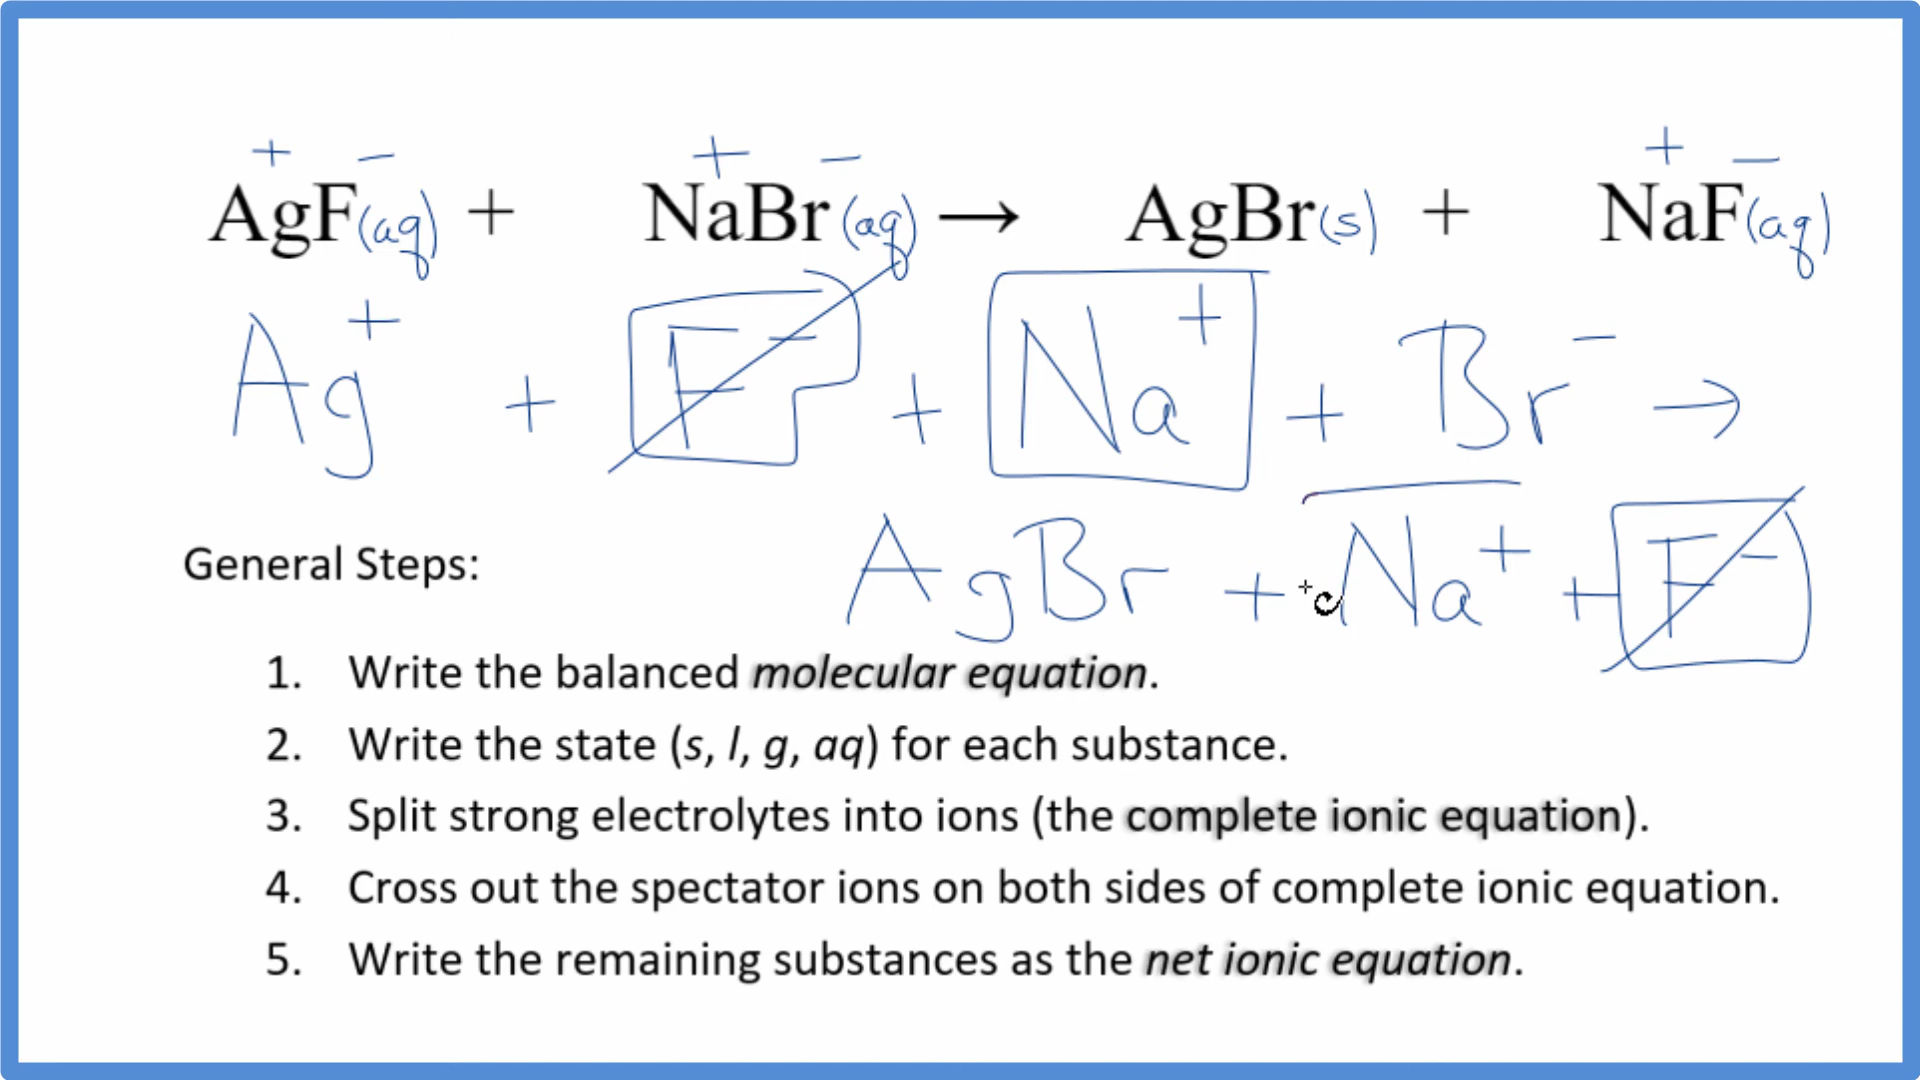 + − + − + −
AgF(aq) + NaBr(aq) → AgBr(s) + NaF(aq)
Ag⁺ + F⁻ + Na⁺ + Br⁻ →
AgBr + Na⁺ + F⁻
General Steps:
1. Write the balanced molecular equation.
2. Write the state (s, l, g, aq) for each substance.
3. Split strong electrolytes into ions (the complete ionic equation).
4. Cross out the spectator ions on both sides of complete ionic equation.
5. Write the remaining substances as the net ionic equation.